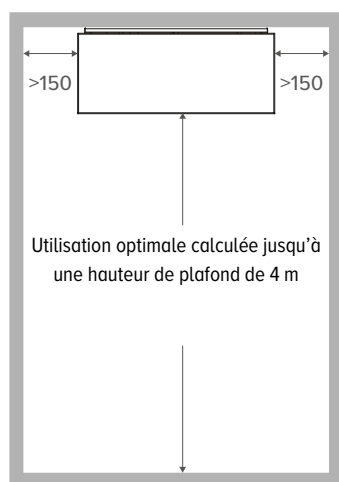 >150
>150
Utilisation optimale calculée jusqu’à
une hauteur de plafond de 4 m